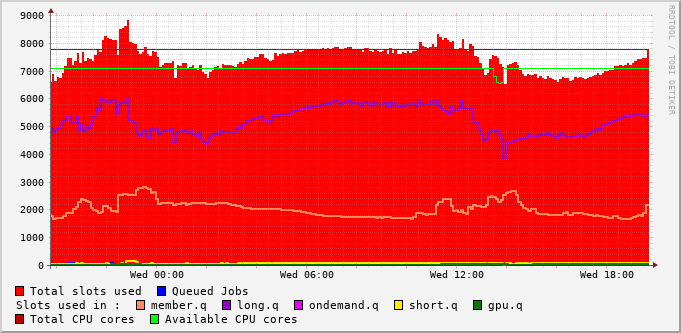 9000
8000
7000
6000
5000
4000
3000
2000
1000
0
Wed 00:00 Wed 06:00 Wed 12:00 Wed 18:00
RRDTOOL / TOBI OETIKER
Total slots used Queued Jobs
Slots used in : member.q long.q ondemand.q short.q gpu.q
Total CPU cores Available CPU cores